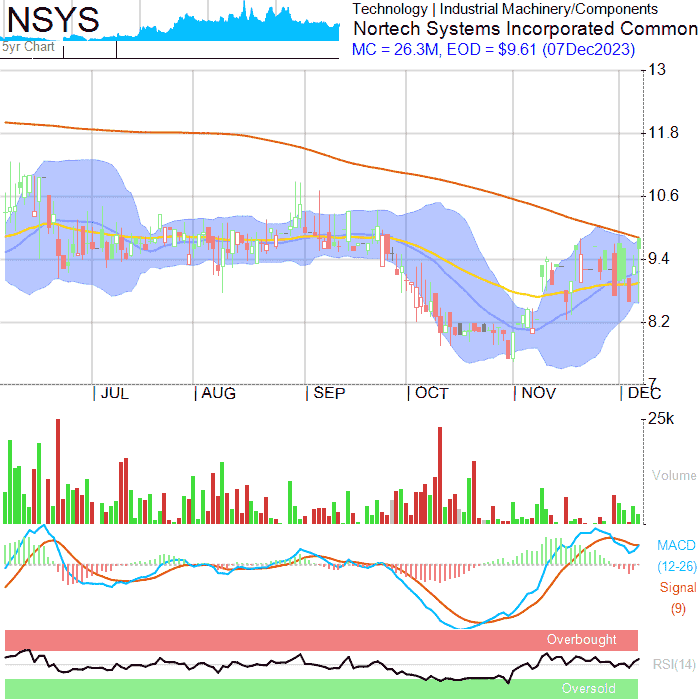 NSYS
Technology | Industrial Machinery/Components
Nortech Systems Incorporated Common
MC = 26.3M, EOD = $9.61 (07Dec2023)
5yr Chart
13
11.8
10.6
9.4
8.2
7
JUL AUG SEP OCT NOV DEC
25k
Volume
MACD
(12-26)
Signal
(9)
Overbought
RSI(14)
Oversold